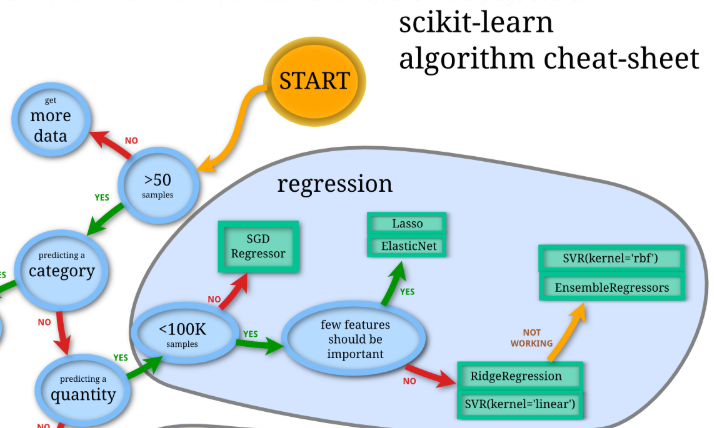 scikit-learn
algorithm cheat-sheet
START
get
more
data
NO
>50
samples
YES
regression
predicting a
category
NO
YES
predicting a
quantity
NO
<100K
samples
NO
SGD
Regressor
YES
few features
should be
important
YES
Lasso
ElasticNet
NO
RidgeRegression
SVR(kernel='linear')
NOT
WORKING
SVR(kernel='rbf')
EnsembleRegressors